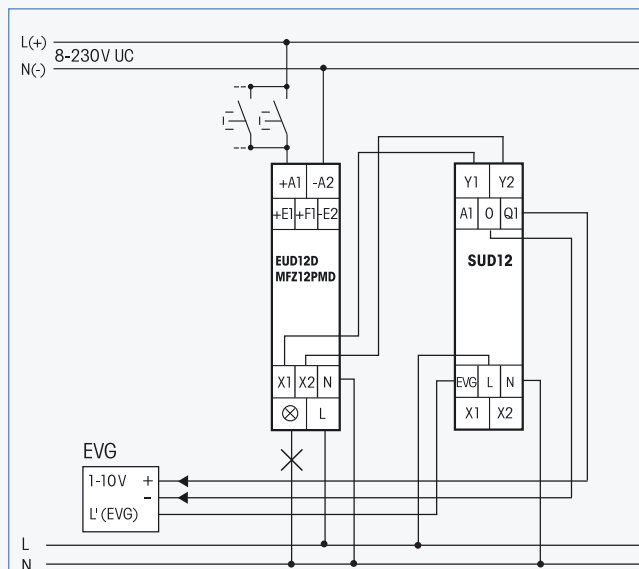 L(+)
8-230V UC
N(-)
+A1 -A2
+E1 +F1 -E2
EUD12D
MFZ12PMD
X1 X2 N
L
Y1 Y2
A1 0 Q1
SUD12
EVG L N
X1 X2
EVG
1-10V +
-
L' (EVG)
L
N